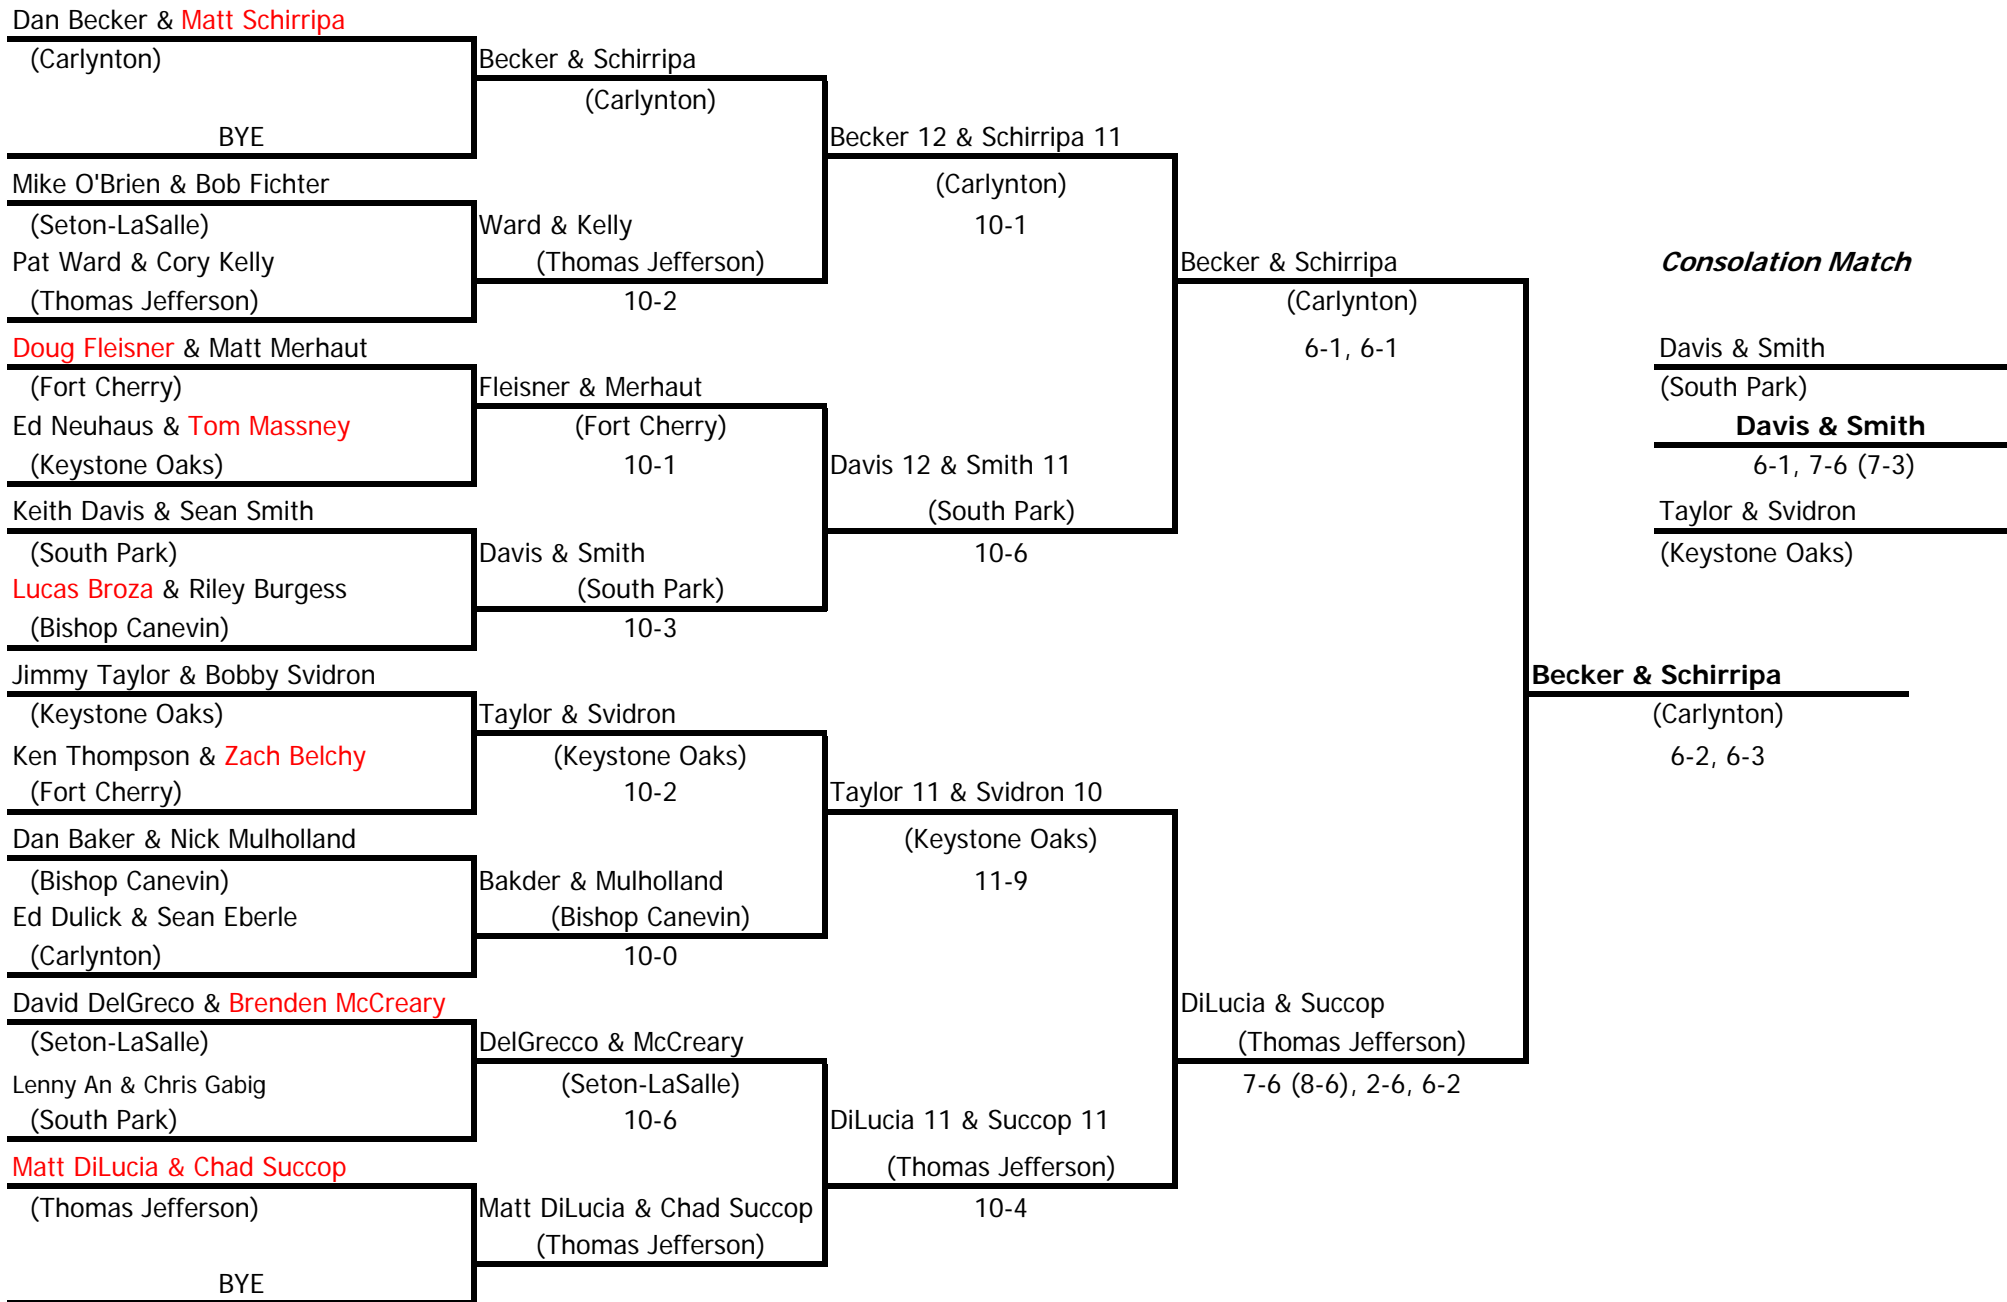 Dan Becker & Matt Schirripa
(Carlynton)
BYE
Mike O'Brien & Bob Fichter
(Seton-LaSalle)
Pat Ward & Cory Kelly
(Thomas Jefferson)
Doug Fleisner & Matt Merhaut
(Fort Cherry)
Ed Neuhaus & Tom Massney
(Keystone Oaks)
Keith Davis & Sean Smith
(South Park)
Lucas Broza & Riley Burgess
(Bishop Canevin)
Jimmy Taylor & Bobby Svidron
(Keystone Oaks)
Ken Thompson & Zach Belchy
(Fort Cherry)
Dan Baker & Nick Mulholland
(Bishop Canevin)
Ed Dulick & Sean Eberle
(Carlynton)
David DelGreco & Brenden McCreary
(Seton-LaSalle)
Lenny An & Chris Gabig
(South Park)
Matt DiLucia & Chad Succop
(Thomas Jefferson)
BYE
Becker & Schirripa
(Carlynton)
Ward & Kelly
(Thomas Jefferson)
10-2
Fleisner & Merhaut
(Fort Cherry)
10-1
Davis & Smith
(South Park)
10-3
Taylor & Svidron
(Keystone Oaks)
10-2
Bakder & Mulholland
(Bishop Canevin)
10-0
DelGrecco & McCreary
(Seton-LaSalle)
10-6
Matt DiLucia & Chad Succop
(Thomas Jefferson)
Becker 12 & Schirripa 11
(Carlynton)
10-1
Davis 12 & Smith 11
(South Park)
10-6
Taylor 11 & Svidron 10
(Keystone Oaks)
11-9
DiLucia 11 & Succop 11
(Thomas Jefferson)
10-4
Becker & Schirripa
(Carlynton)
6-1, 6-1
DiLucia & Succop
(Thomas Jefferson)
7-6 (8-6), 2-6, 6-2
Becker & Schirripa
(Carlynton)
6-2, 6-3
Consolation Match
Davis & Smith
(South Park)
Davis & Smith
6-1, 7-6 (7-3)
Taylor & Svidron
(Keystone Oaks)